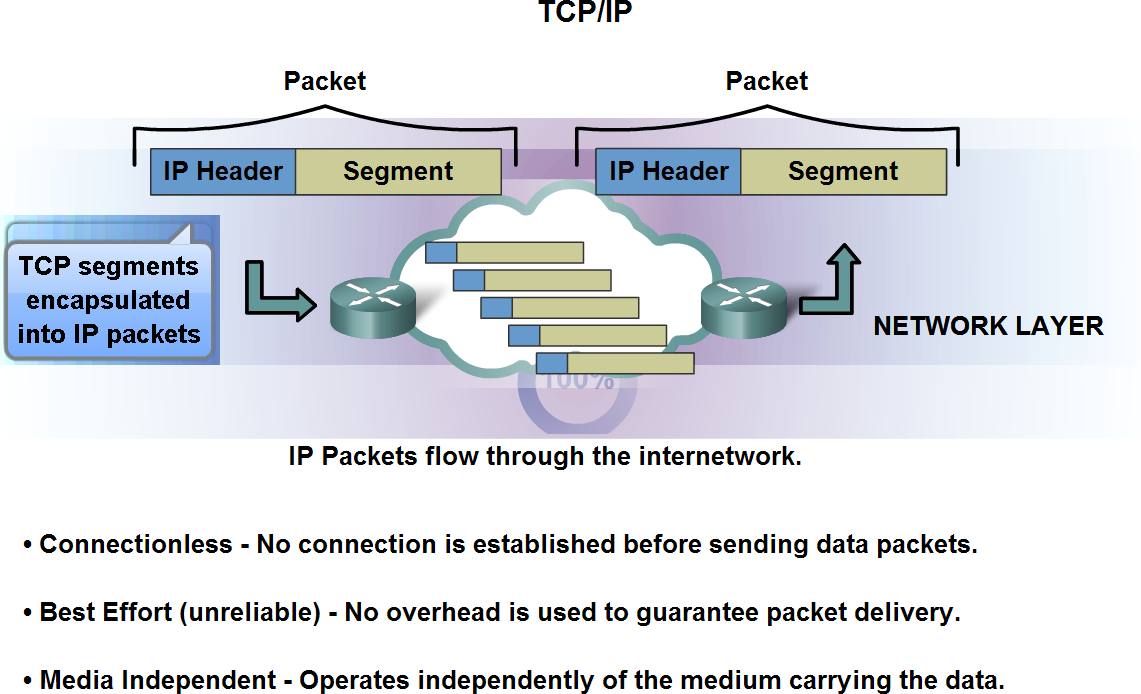 TCP/IP
Packet
Packet
IP Header
Segment
IP Header
Segment
TCP segments
encapsulated
into IP packets
NETWORK LAYER
100%
IP Packets flow through the internetwork.
• Connectionless - No connection is established before sending data packets.
• Best Effort (unreliable) - No overhead is used to guarantee packet delivery.
• Media Independent - Operates independently of the medium carrying the data.